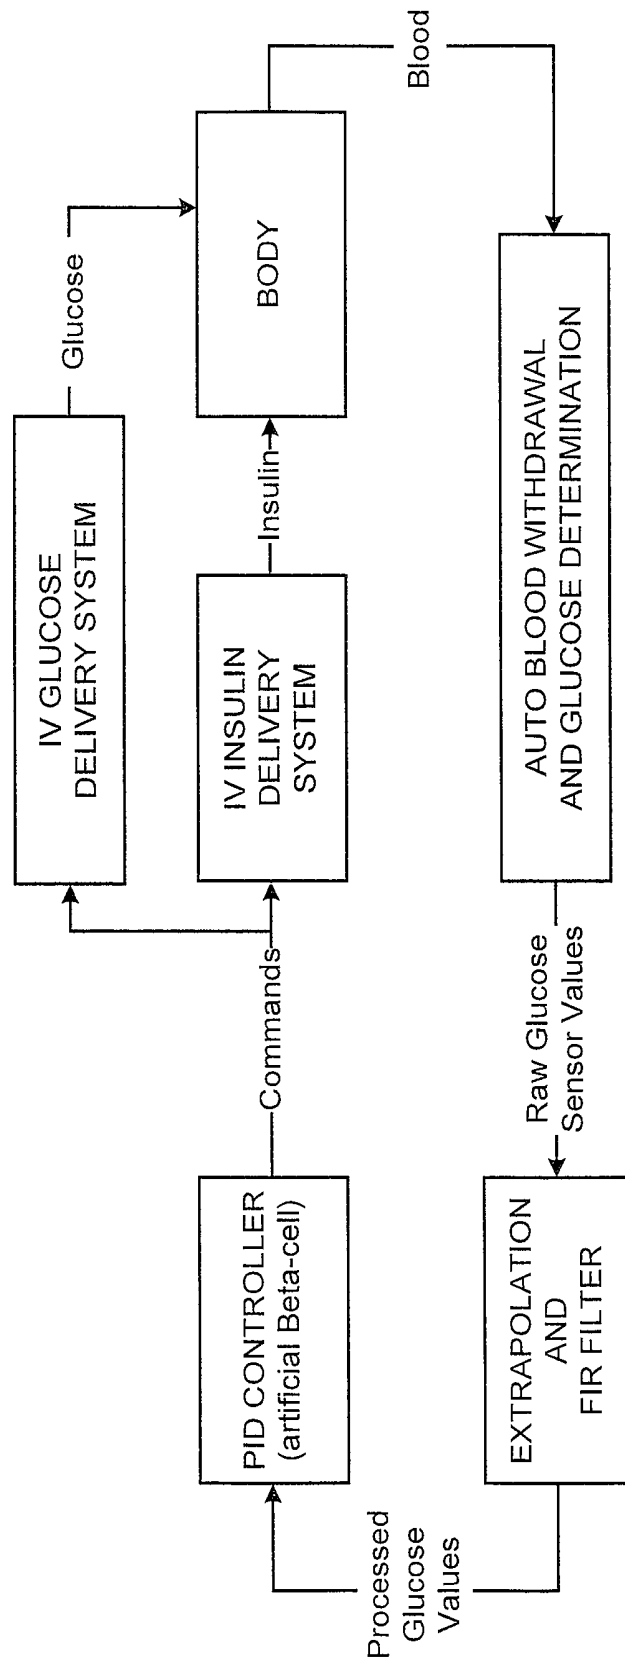 IV GLUCOSE
DELIVERY SYSTEM
Glucose
PID CONTROLLER
(artificial Beta-cell)
Commands
IV INSULIN
DELIVERY
SYSTEM
Insulin
BODY
Processed
Glucose
Values
Blood
EXTRAPOLATION
AND
FIR FILTER
Raw Glucose
Sensor Values
AUTO BLOOD WITHDRAWAL
AND GLUCOSE DETERMINATION